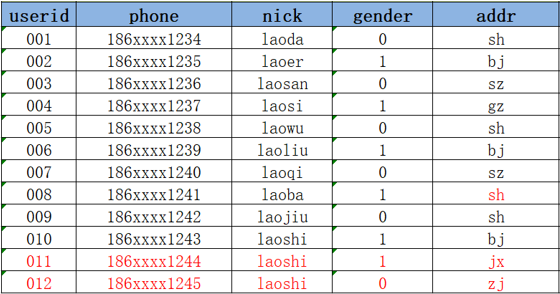 userid phone nick gender addr
001 186xxxx1234 laoda 0 sh
002 186xxxx1235 laoer 1 bj
003 186xxxx1236 laosan 0 sz
004 186xxxx1237 laosi 1 gz
005 186xxxx1238 laowu 0 sh
006 186xxxx1239 laoliu 1 bj
007 186xxxx1240 laoqi 0 sz
008 186xxxx1241 laoba 1 sh
009 186xxxx1242 laojiu 0 sh
010 186xxxx1243 laoshi 1 bj
011 186xxxx1244 laoshi 1 jx
012 186xxxx1245 laoshi 0 zj